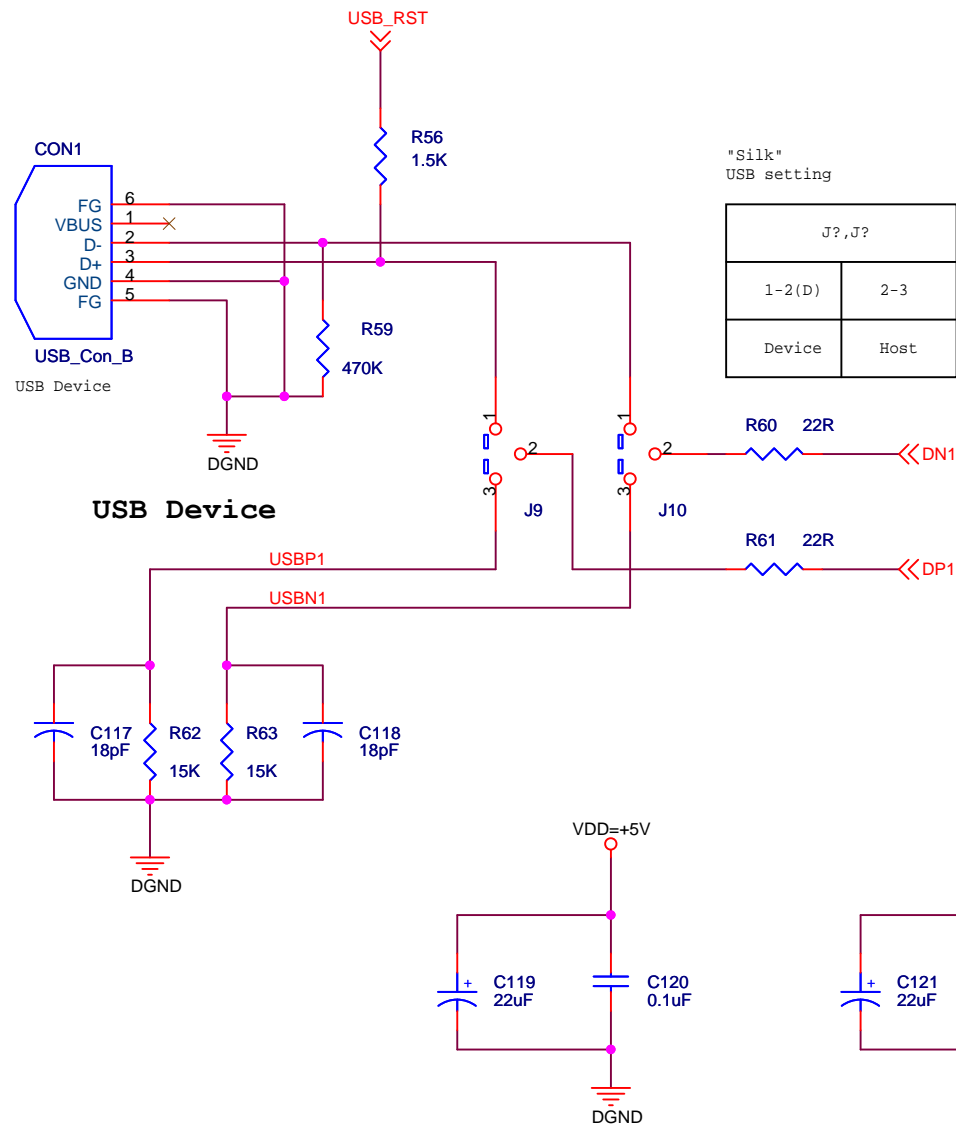 USB_RST
CON1
R56
1.5K
"Silk"
USB setting
FG 6
VBUS 1
D- 2
D+ 3
GND 4
FG 5
J?,J?
1-2(D) 2-3
Device Host
USB_Con_B
USB Device
R59
470K
DGND
1
2
3
J9
1
2
3
J10
R60 22R
DN1
R61 22R
DP1
USB Device
USBP1
USBN1
C117
18pF
R62
15K
R63
15K
C118
18pF
DGND
VDD=+5V
+
C119
22uF
C120
0.1uF
+
C121
22uF
DGND